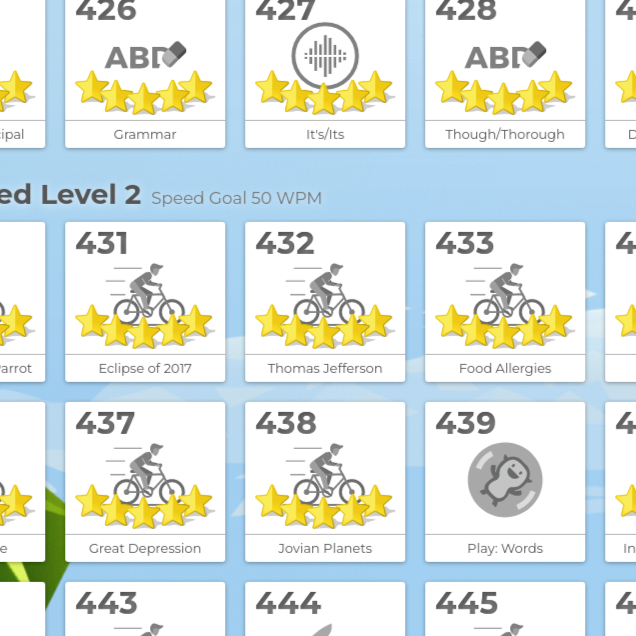 426 427 428 4
ABD ABD
cipal Grammar It's/Its Though/Thorough D
ed Level 2 Speed Goal 50 WPM
431 432 433 4
arrot Eclipse of 2017 Thomas Jefferson Food Allergies
437 438 439 4
e Great Depression Jovian Planets Play: Words In
443 444 445 4